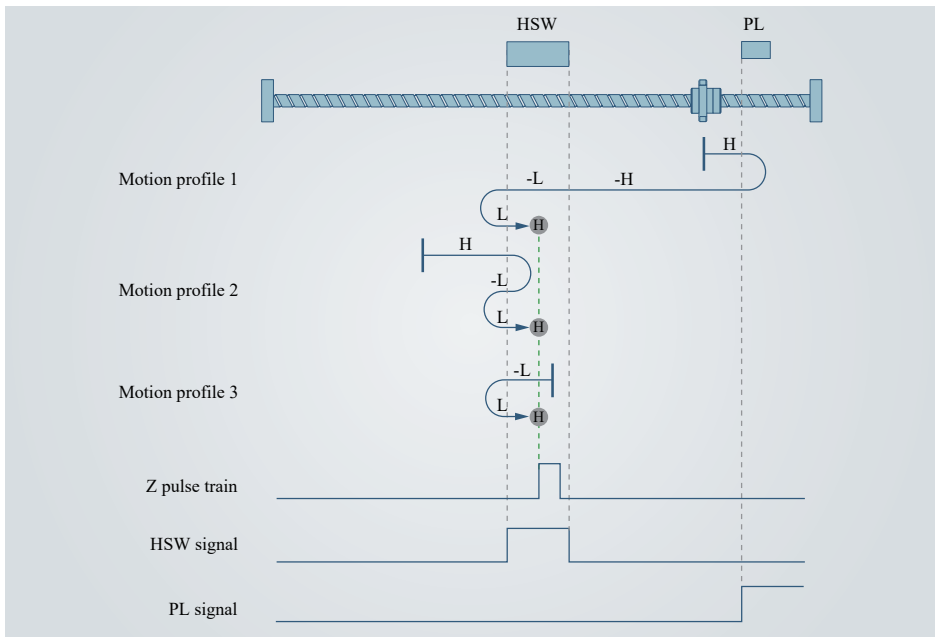 HSW
PL
H
Motion profile 1
-L
-H
L
H
H
Motion profile 2
-L
L
H
-L
Motion profile 3
L
H
Z pulse train
HSW signal
PL signal